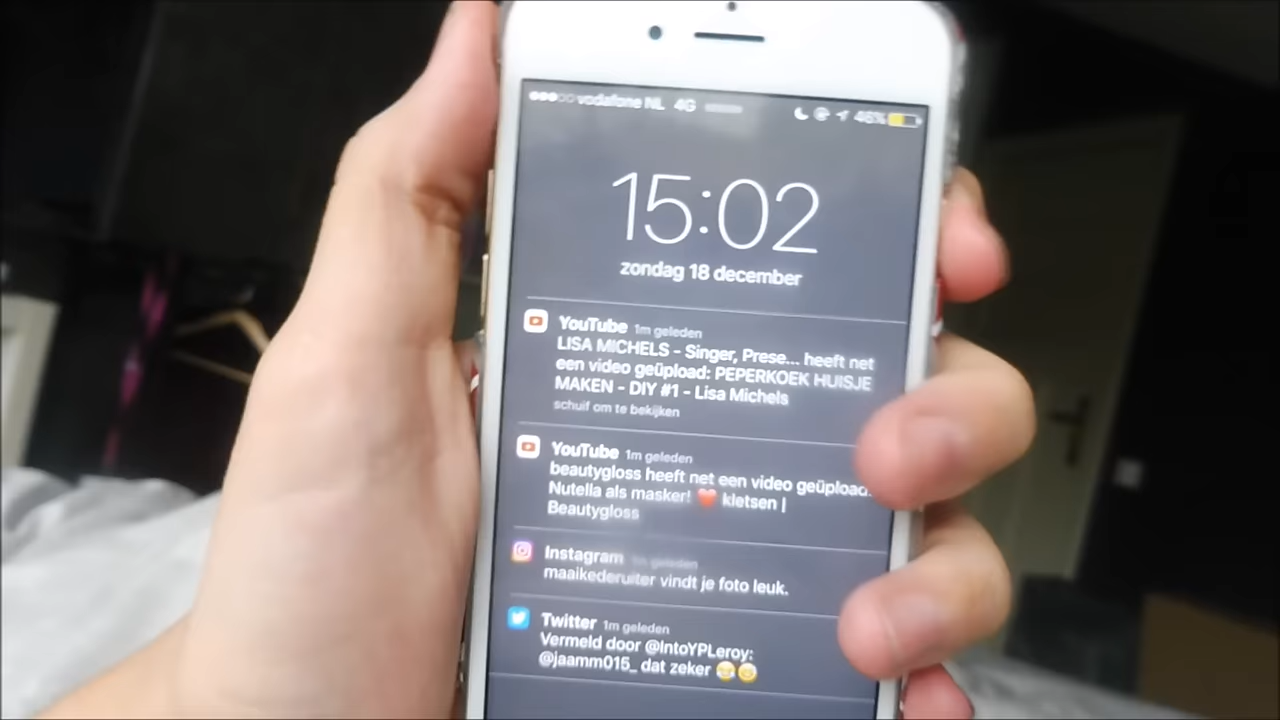 vodafone NL 4G 46%
15:02
zondag 18 december
YouTube 1m geleden
LISA MICHELS - Singer, Prese... heeft net
een video geüpload: PEPERKOEK HUISJE
MAKEN - DIY #1 - Lisa Michels
schuif om te bekijken
YouTube 1m geleden
beautygloss heeft net een video geüpload:
Nutella als masker! ❤️ kletsen |
Beautygloss
Instagram 1m geleden
maaikederuiter vindt je foto leuk.
Twitter 1m geleden
Vermeld door @IntoYPLeroy:
@jaamm015_ dat zeker 😂😊